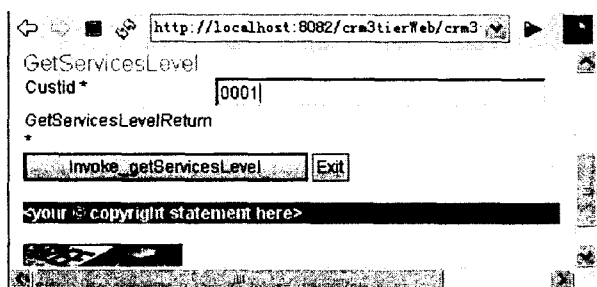 http://localhost:8082/crm3tierWeb/crm3
GetServicesLevel
Custid * 0001
GetServicesLevelReturn
*
Invoke_getServicesLevel Exit
<your © copyright statement here>